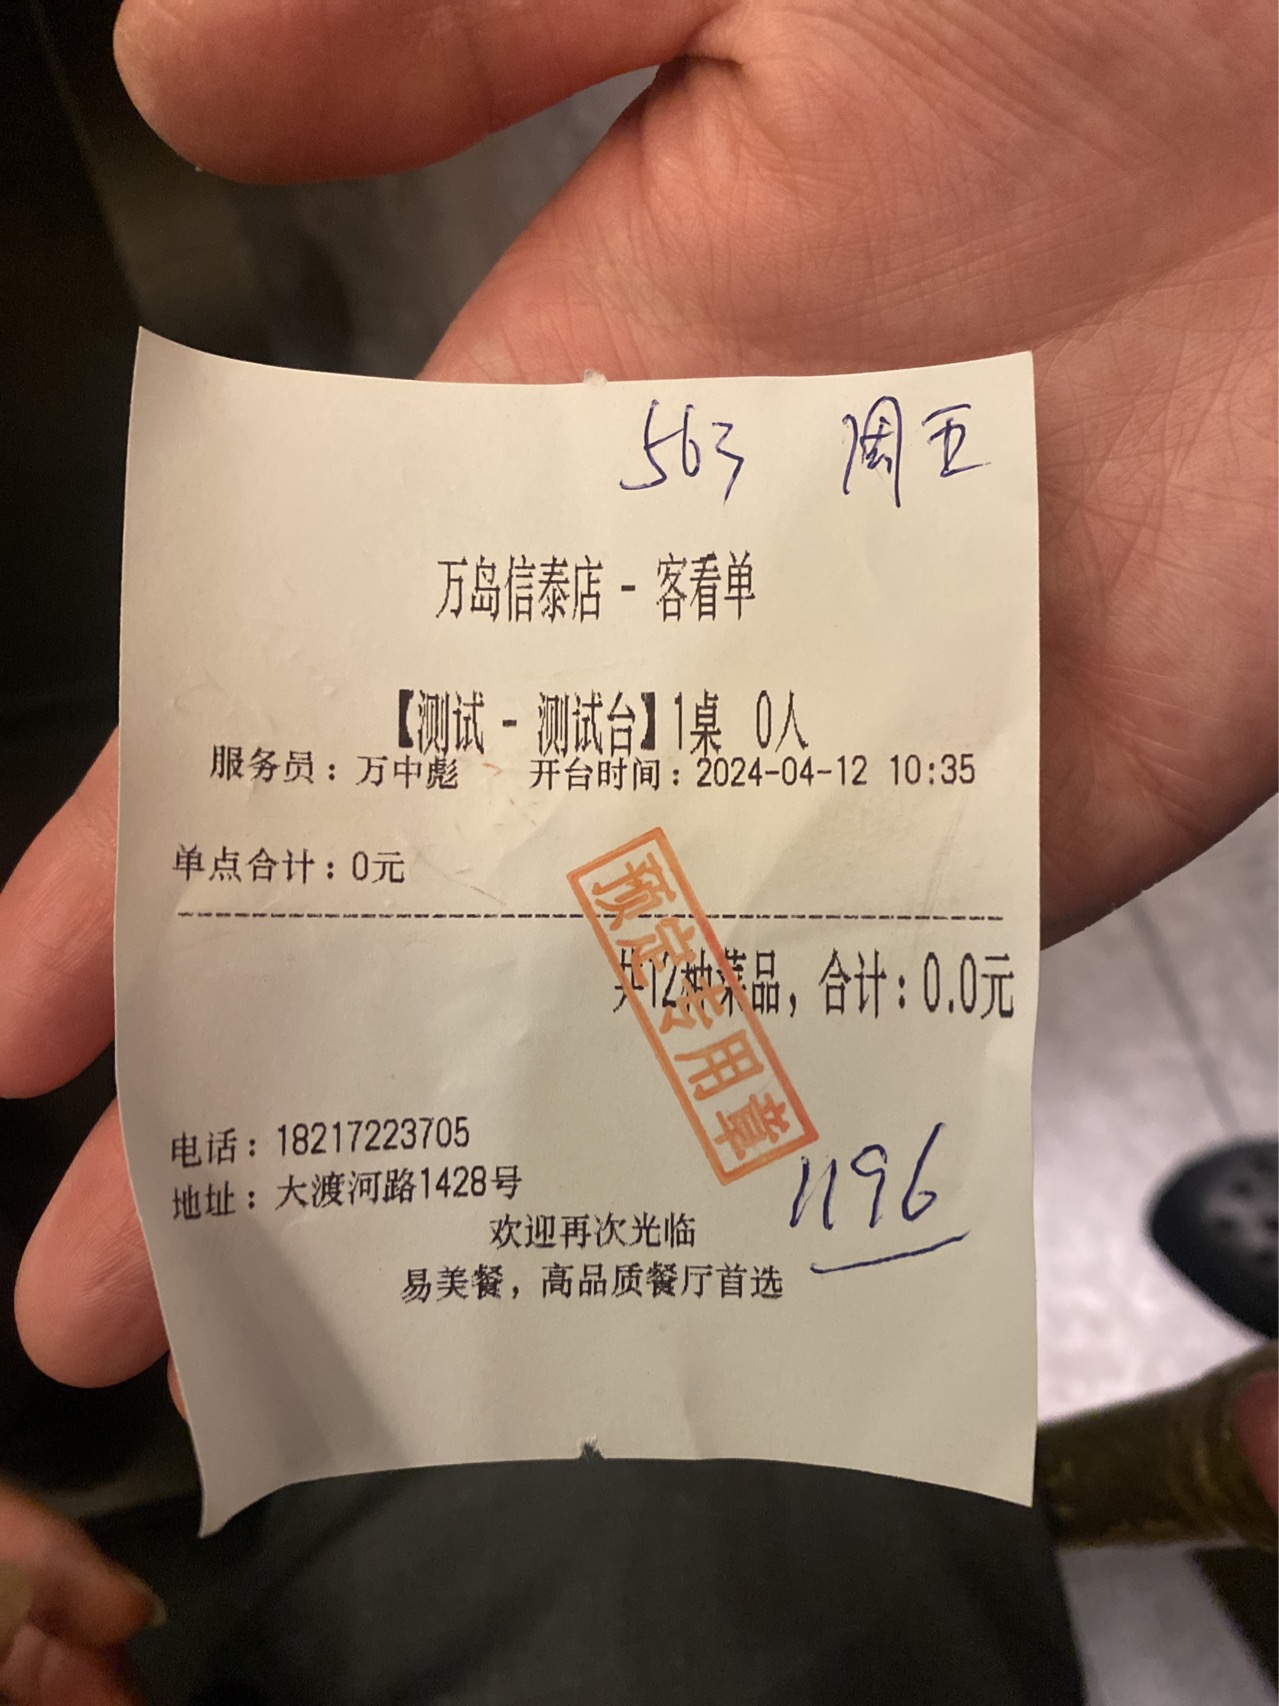 563 周五
万岛信泰店 - 客看单
【测试 - 测试台】1桌 0人
服务员：万中彪 开台时间：2024-04-12 10:35
单点合计：0元
共12种菜品，合计：0.0元
预定专用章
电话：18217223705
地址：大渡河路1428号
1196
欢迎再次光临
易美餐，高品质餐厅首选